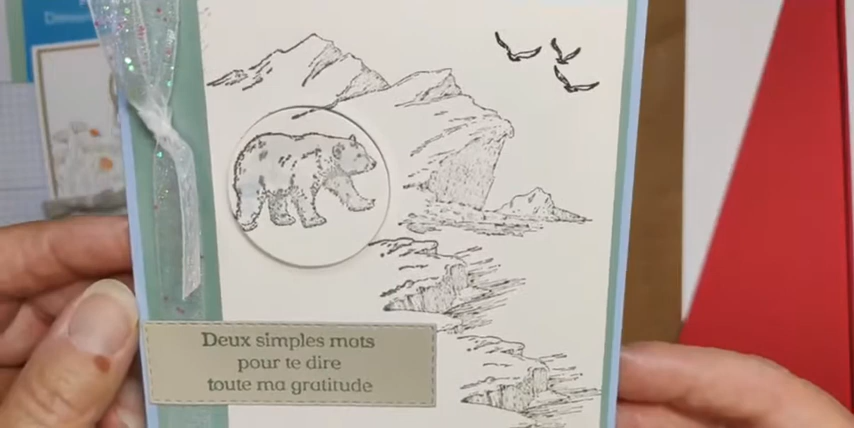 Deux simples mots
pour te dire
toute ma gratitude